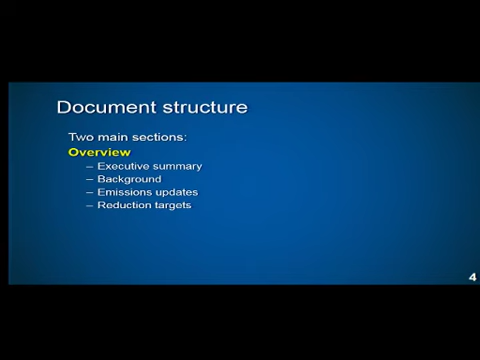 Document structure
Two main sections:
Overview
– Executive summary
– Background
– Emissions updates
– Reduction targets
4